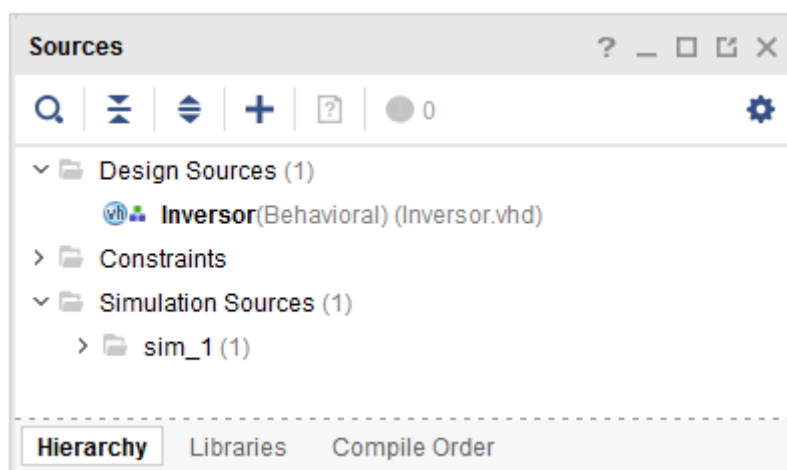 Sources
? 0
Design Sources (1)
vh Inversor(Behavioral) (Inversor.vhd)
Constraints
Simulation Sources (1)
sim_1 (1)
Hierarchy Libraries Compile Order